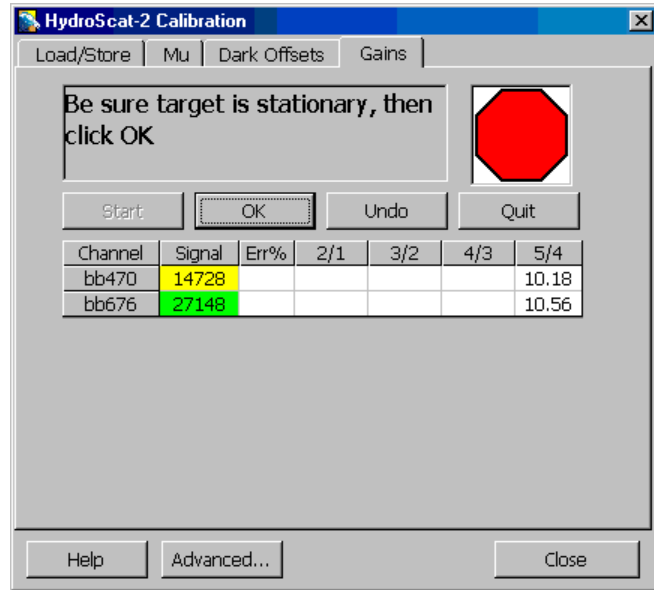 HydroScat-2 Calibration
Load/Store Mu Dark Offsets Gains
Be sure target is stationary, then
click OK
Start OK Undo Quit
Channel Signal Err% 2/1 3/2 4/3 5/4
bb470 14728 10.18
bb676 27148 10.56
Help Advanced... Close